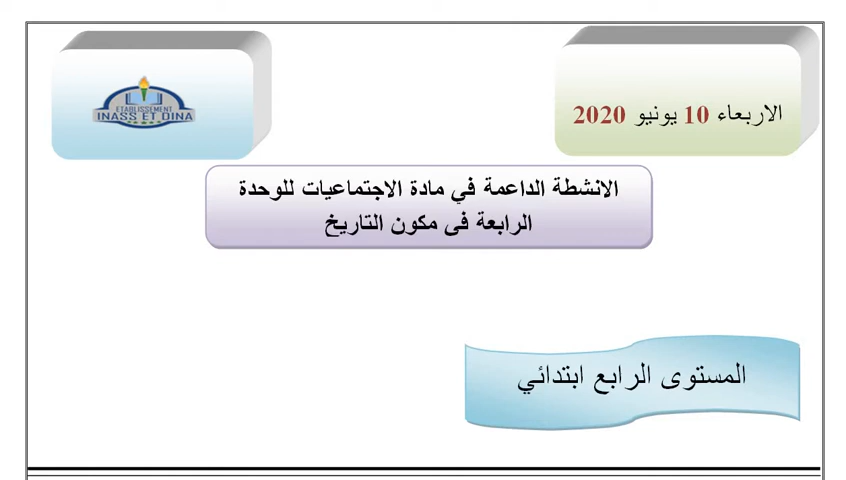 ETABLISSEMENT
INASS ET DINA
الاربعاء 10 يونيو 2020
الانشطة الداعمة في مادة الاجتماعيات للوحدة
الرابعة في مكون التاريخ
المستوى الرابع ابتدائي